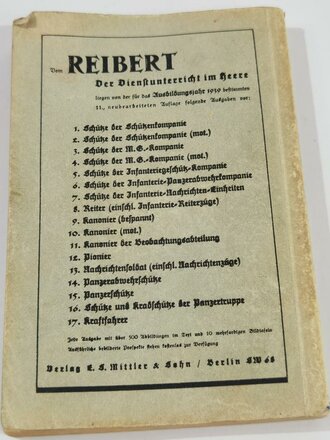 Vom REIBERT
Der Dienstunterricht im Heere
liegen von der für das Ausbildungsjahr 1939 bestimmten
11., neubearbeiteten Auflage folgende Ausgaben vor:
1. Schütze der Schützenkompanie
2. Schütze der Schützenkompanie (mot.)
3. Schütze der M.G.-Kompanie
4. Schütze der M.G.-Kompanie (mot.)
5. Schütze der Infanteriegeschütz-Kompanie
6. Schütze der Infanterie-Panzerabwehrkompanie
7. Schütze der Infanterie-Nachrichten-Einheiten
8. Reiter (einschl. Infanterie-Reiterzüge)
9. Kanonier (bespannt)
10. Kanonier (mot.)
11. Kanonier der Beobachtungsabteilung
12. Pionier
13. Nachrichtensoldat (einschl. Nachrichtenzüge)
14. Panzerabwehrschütze
15. Panzerschütze
16. Schütze und Kradschütze der Panzertruppe
17. Kraftfahrer
Jede Ausgabe mit über 500 Abbildungen im Text und 10 mehrfarbigen Bildtafeln
Ausführliche bebilderte Prospekte stehen kostenlos zur Verfügung
Verlag E. S. Mittler & Sohn / Berlin SW 68